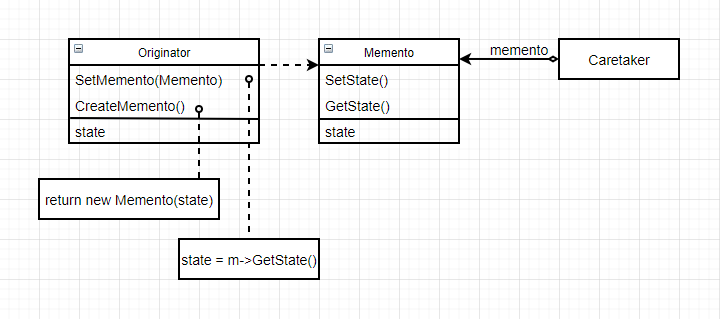 Originator
SetMemento(Memento)
CreateMemento()
state
Memento
SetState()
GetState()
state
memento
Caretaker
return new Memento(state)
state = m->GetState()